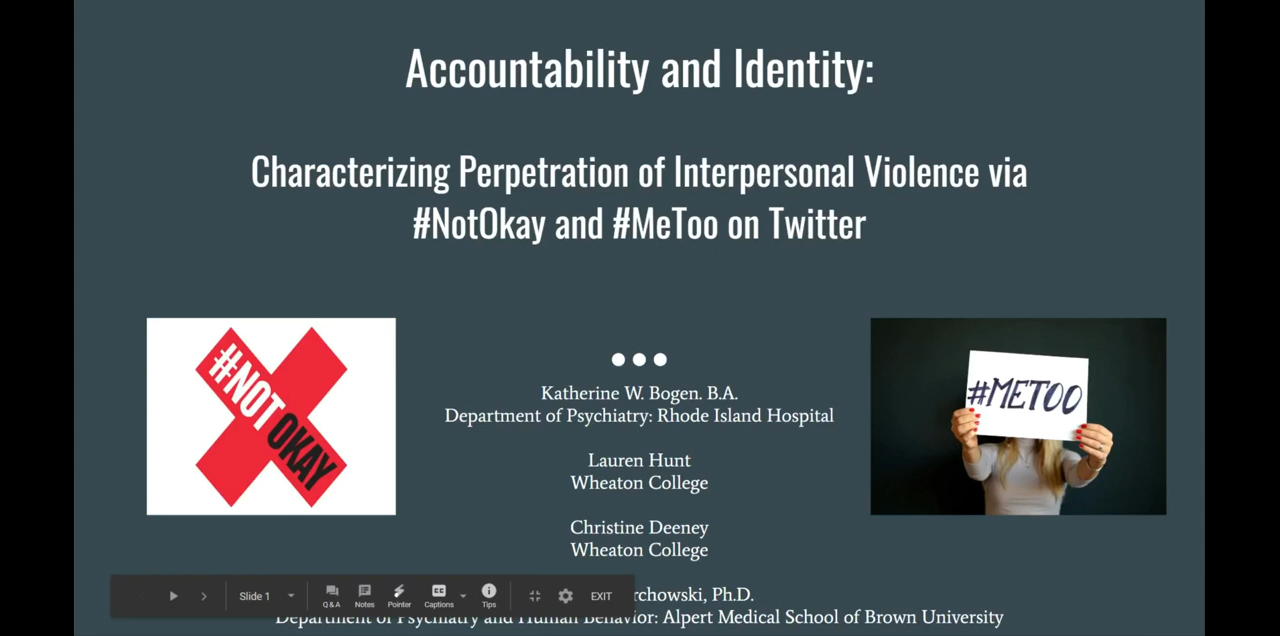 Accountability and Identity:
Characterizing Perpetration of Interpersonal Violence via
#NotOkay and #MeToo on Twitter
#NOT
OKAY
#METOO
Katherine W. Bogen. B.A.
Department of Psychiatry: Rhode Island Hospital
Lauren Hunt
Wheaton College
Christine Deeney
Wheaton College
rchowski, Ph.D.
Department of Psychiatry and Human Behavior: Alpert Medical School of Brown University
Slide 1
Q & A
Notes
Pointer
Captions
Tips
EXIT